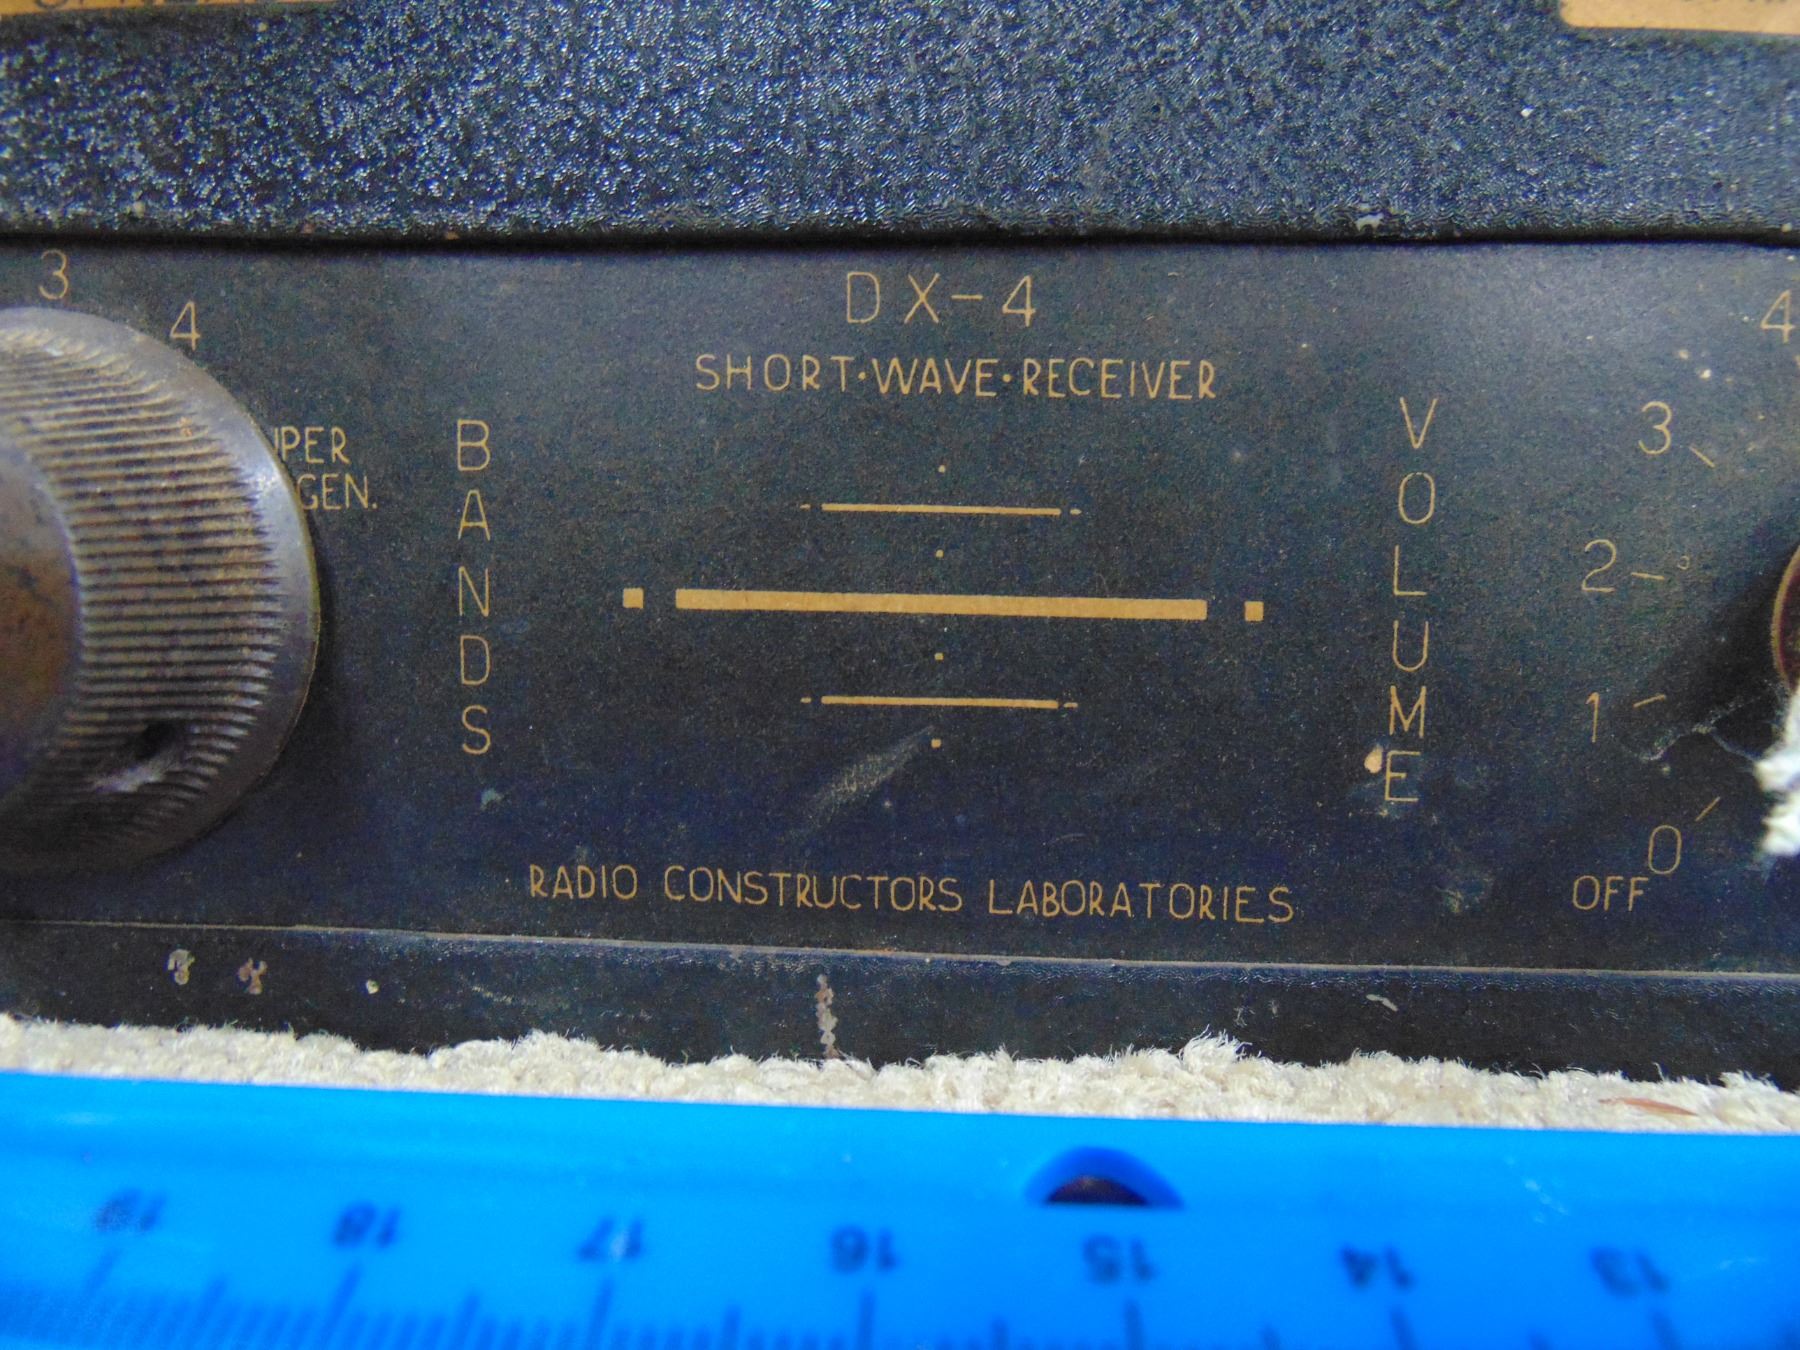 3
4
DX-4
SHORT·WAVE·RECEIVER
GEN.
BANDS
VOLUME
4
3
2
1
0
OFF
RADIO CONSTRUCTORS LABORATORIES
19 18 17 16 15 14 13